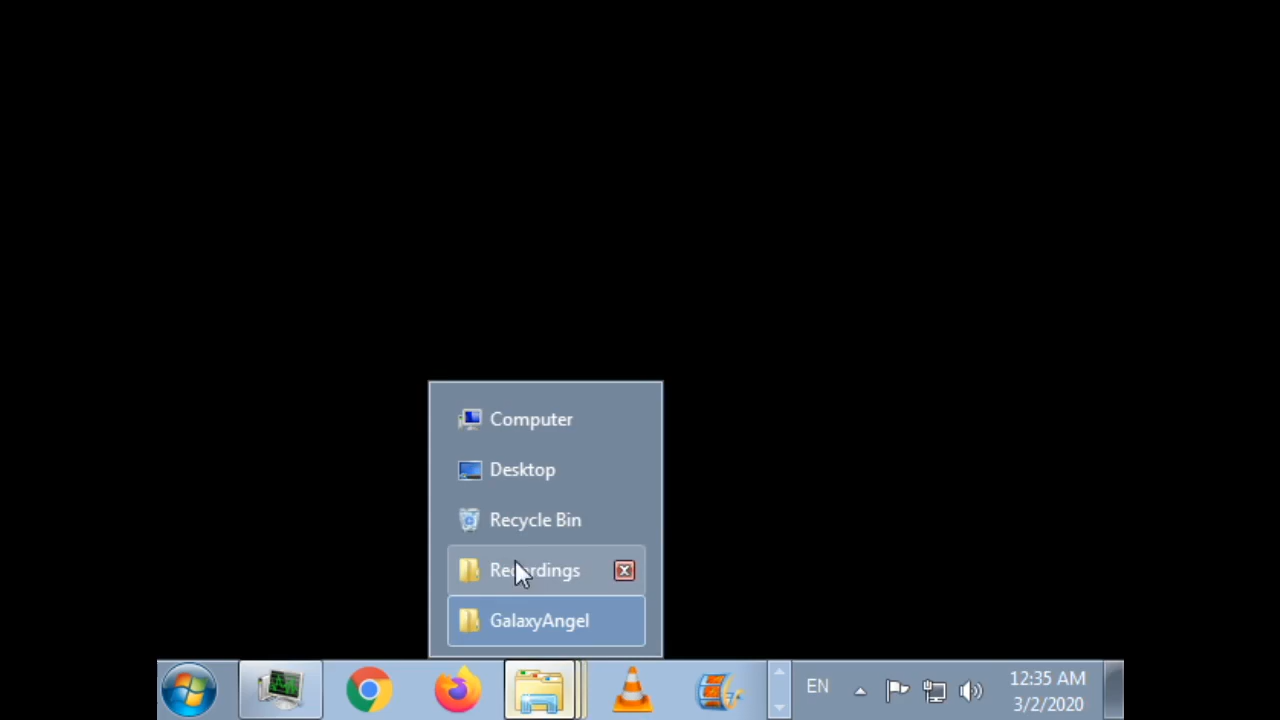 Computer
Desktop
Recycle Bin
Recordings
GalaxyAngel
EN
12:35 AM
3/2/2020